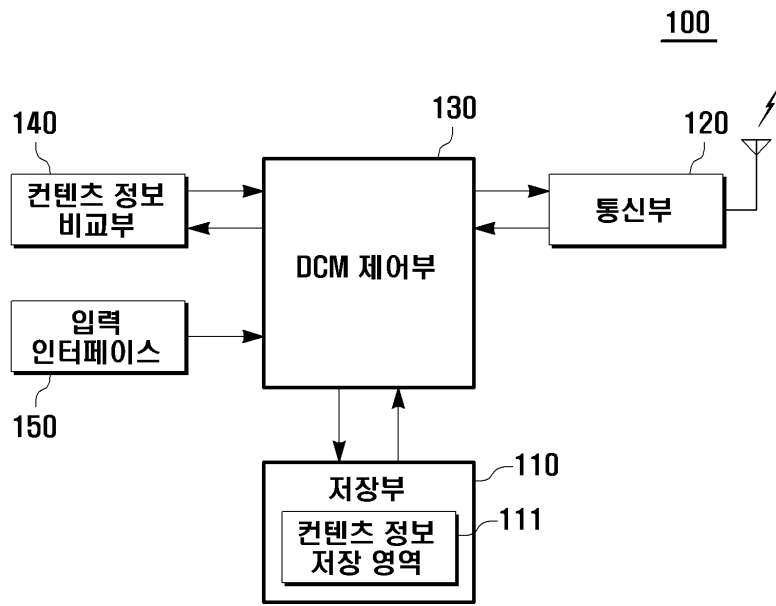 100
140
130
120
컨텐츠 정보
비교부
통신부
DCM 제어부
입력
인터페이스
150
110
저장부
111
컨텐츠 정보
저장 영역